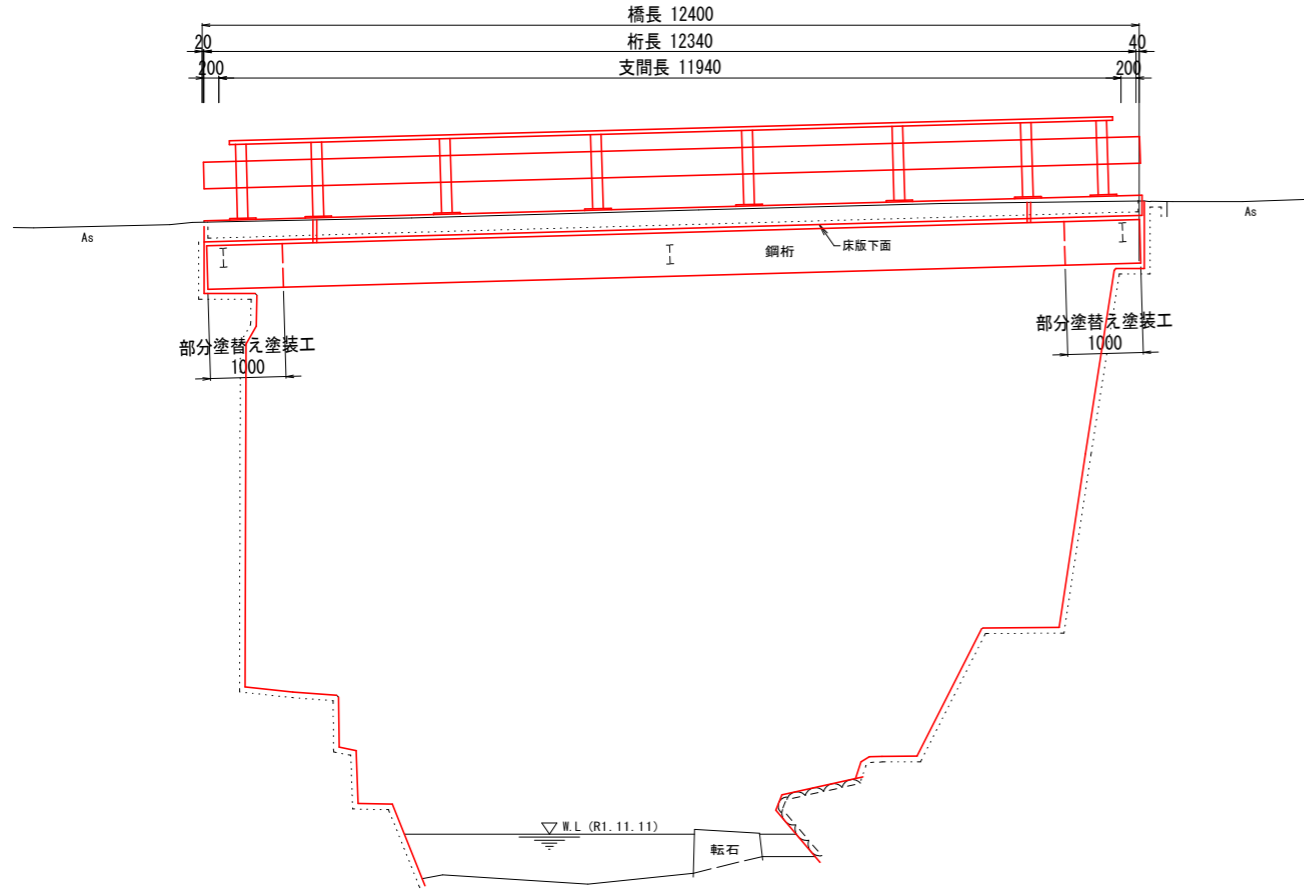 橋長 12400
20 桁長 12340 40
200 支間長 11940 200
As
As
鋼桁
床版下面
部分塗替え塗装工
1000
部分塗替え塗装工
1000
W.L (R1.11.11)
転石